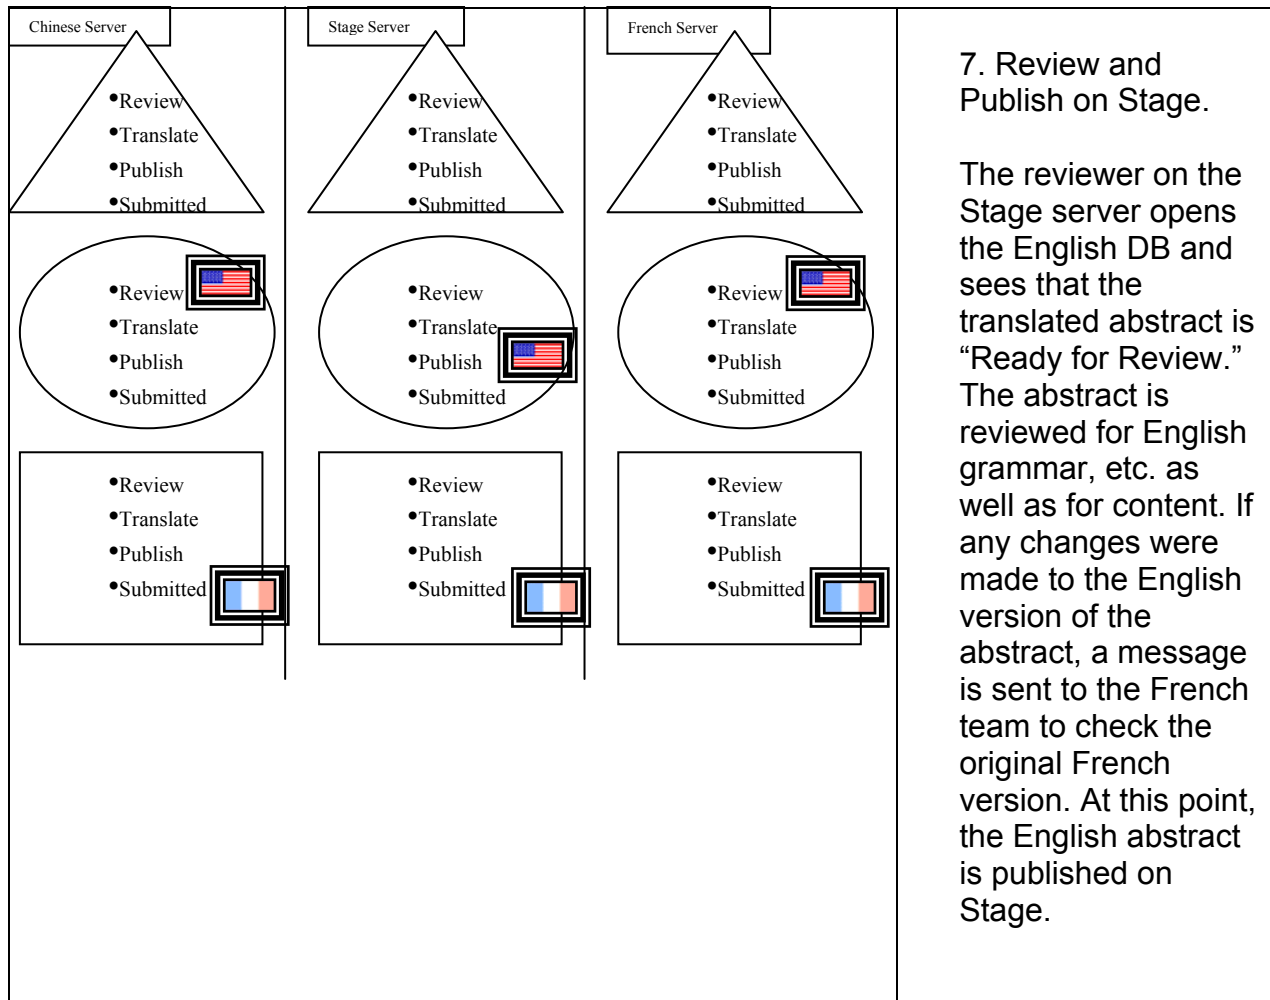 Chinese Server
•Review
•Translate
•Publish
•Submitted
•Review
•Translate
•Publish
•Submitted
•Review
•Translate
•Publish
•Submitted
Stage Server
•Review
•Translate
•Publish
•Submitted
•Review
•Translate
•Publish
•Submitted
•Review
•Translate
•Publish
•Submitted
French Server
•Review
•Translate
•Publish
•Submitted
•Review
•Translate
•Publish
•Submitted
•Review
•Translate
•Publish
•Submitted
7. Review and
Publish on Stage.
The reviewer on the
Stage server opens
the English DB and
sees that the
translated abstract is
“Ready for Review.”
The abstract is
reviewed for English
grammar, etc. as
well as for content. If
any changes were
made to the English
version of the
abstract, a message
is sent to the French
team to check the
original French
version. At this point,
the English abstract
is published on
Stage.